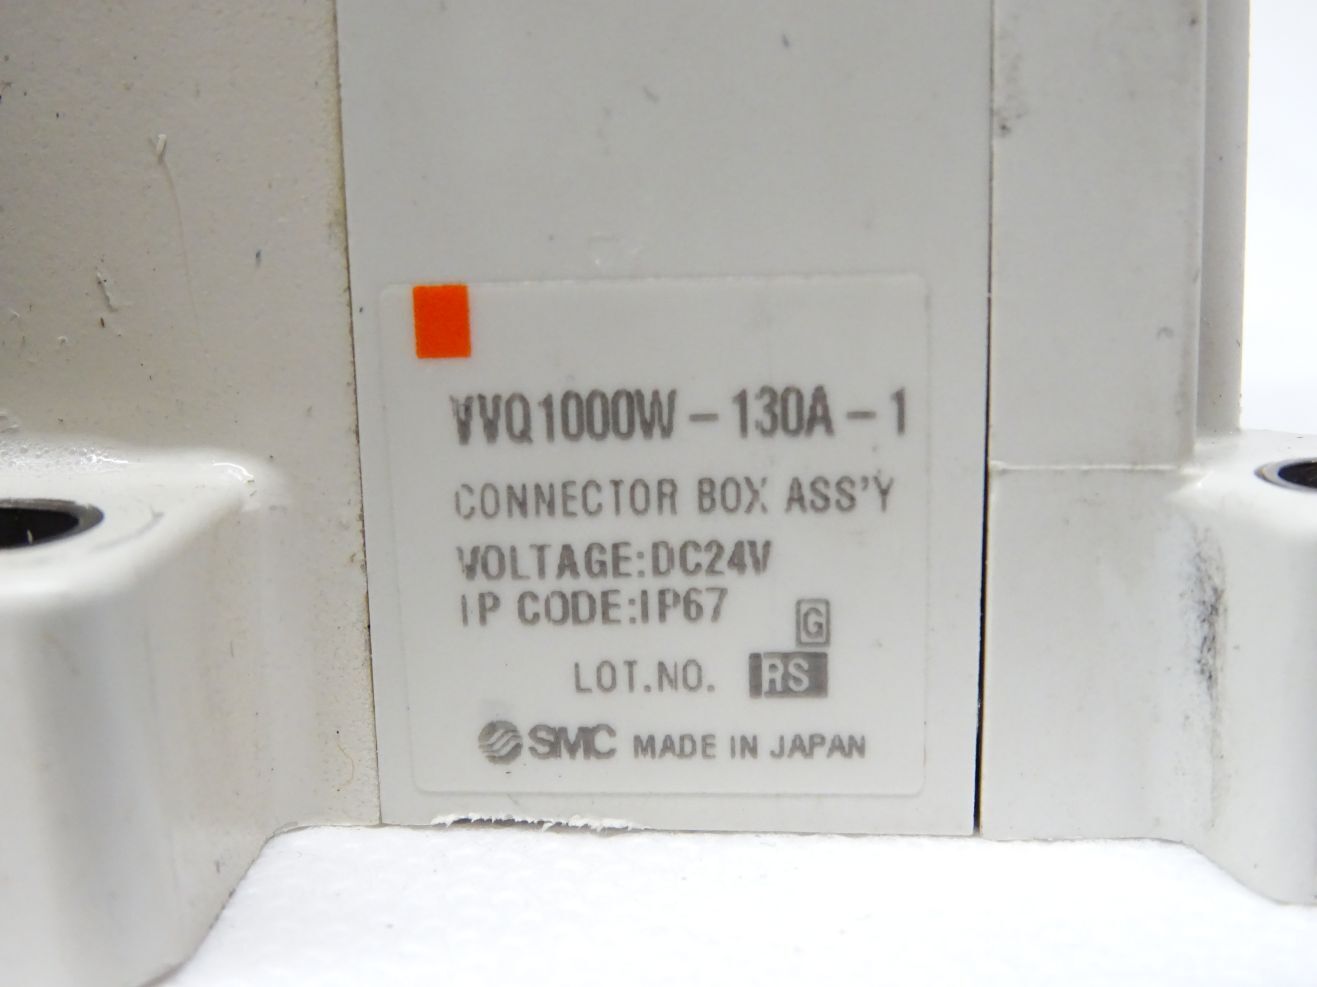 VVQ1000W-130A-1
CONNECTOR BOX ASS'Y
VOLTAGE:DC24V
IP CODE:IP67
G
LOT.NO. RS
SMC MADE IN JAPAN